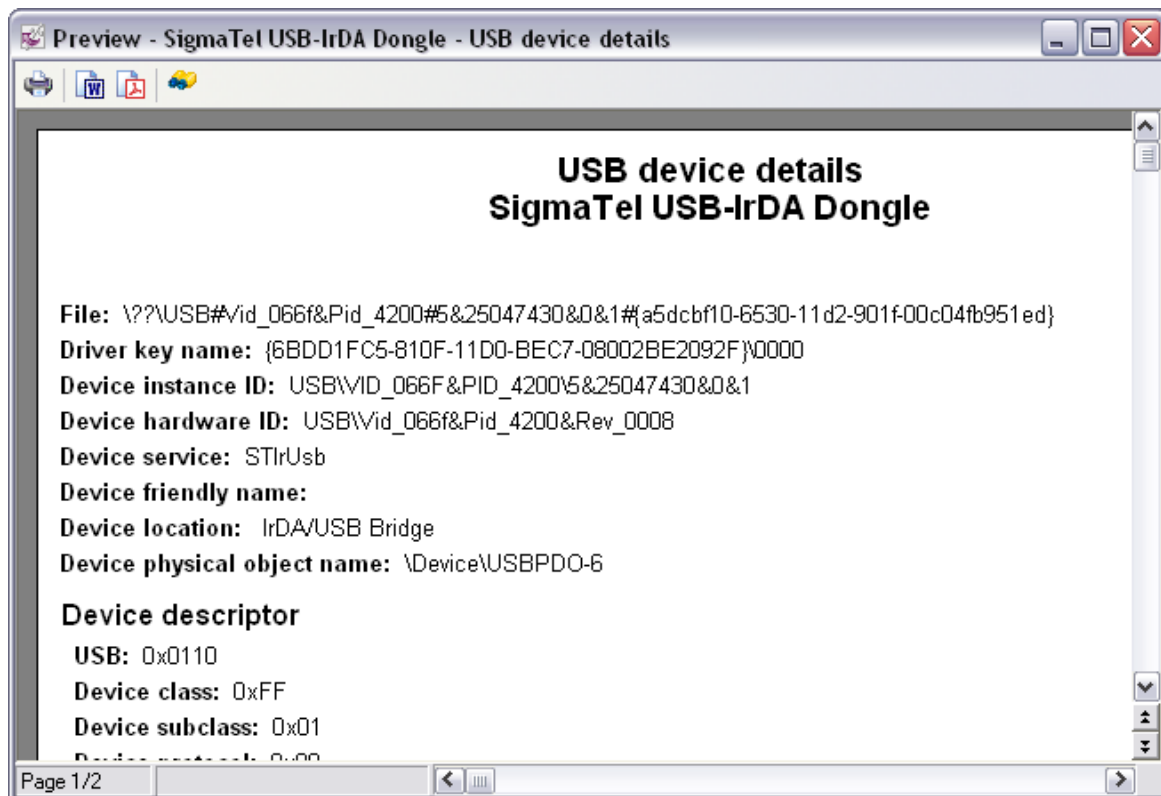 Preview - SigmaTel USB-IrDA Dongle - USB device details
USB device details
SigmaTel USB-IrDA Dongle
File: \??\USB#Vid_066f&Pid_4200#5&25047430&0&1#{a5dcbf10-6530-11d2-901f-00c04fb951ed}
Driver key name: {6BDD1FC5-810F-11D0-BEC7-08002BE2092F}\0000
Device instance ID: USB\VID_066F&PID_4200\5&25047430&0&1
Device hardware ID: USB\Vid_066f&Pid_4200&Rev_0008
Device service: STIrUsb
Device friendly name:
Device location: IrDA/USB Bridge
Device physical object name: \Device\USBPDO-6
Device descriptor
USB: 0x0110
Device class: 0xFF
Device subclass: 0x01
Page 1/2